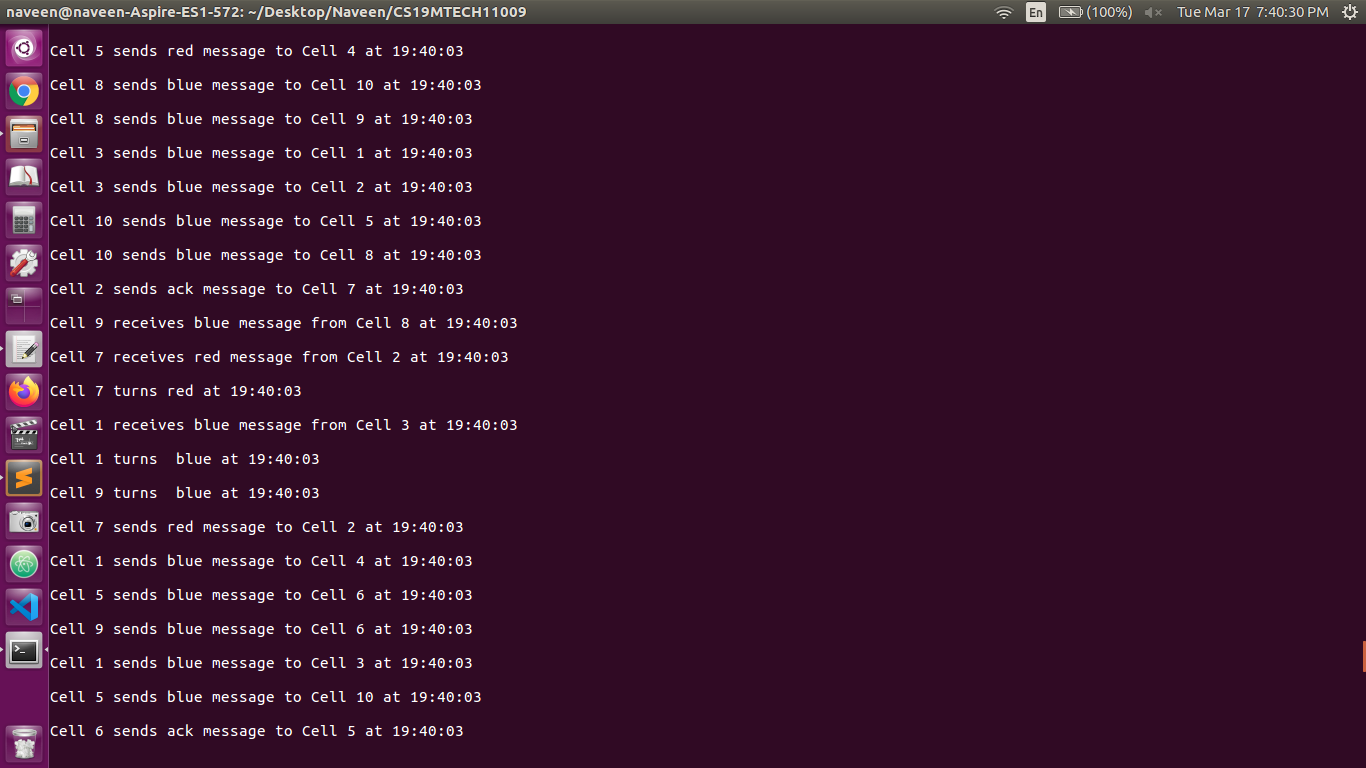 naveen@naveen-Aspire-ES1-572: ~/Desktop/Naveen/CS19MTECH11009 En (100%) Tue Mar 17 7:40:30 PM
Cell 5 sends red message to Cell 4 at 19:40:03
Cell 8 sends blue message to Cell 10 at 19:40:03
Cell 8 sends blue message to Cell 9 at 19:40:03
Cell 3 sends blue message to Cell 1 at 19:40:03
Cell 3 sends blue message to Cell 2 at 19:40:03
Cell 10 sends blue message to Cell 5 at 19:40:03
Cell 10 sends blue message to Cell 8 at 19:40:03
Cell 2 sends ack message to Cell 7 at 19:40:03
Cell 9 receives blue message from Cell 8 at 19:40:03
Cell 7 receives red message from Cell 2 at 19:40:03
Cell 7 turns red at 19:40:03
Cell 1 receives blue message from Cell 3 at 19:40:03
Cell 1 turns  blue at 19:40:03
Cell 9 turns  blue at 19:40:03
Cell 7 sends red message to Cell 2 at 19:40:03
Cell 1 sends blue message to Cell 4 at 19:40:03
Cell 5 sends blue message to Cell 6 at 19:40:03
Cell 9 sends blue message to Cell 6 at 19:40:03
Cell 1 sends blue message to Cell 3 at 19:40:03
Cell 5 sends blue message to Cell 10 at 19:40:03
Cell 6 sends ack message to Cell 5 at 19:40:03